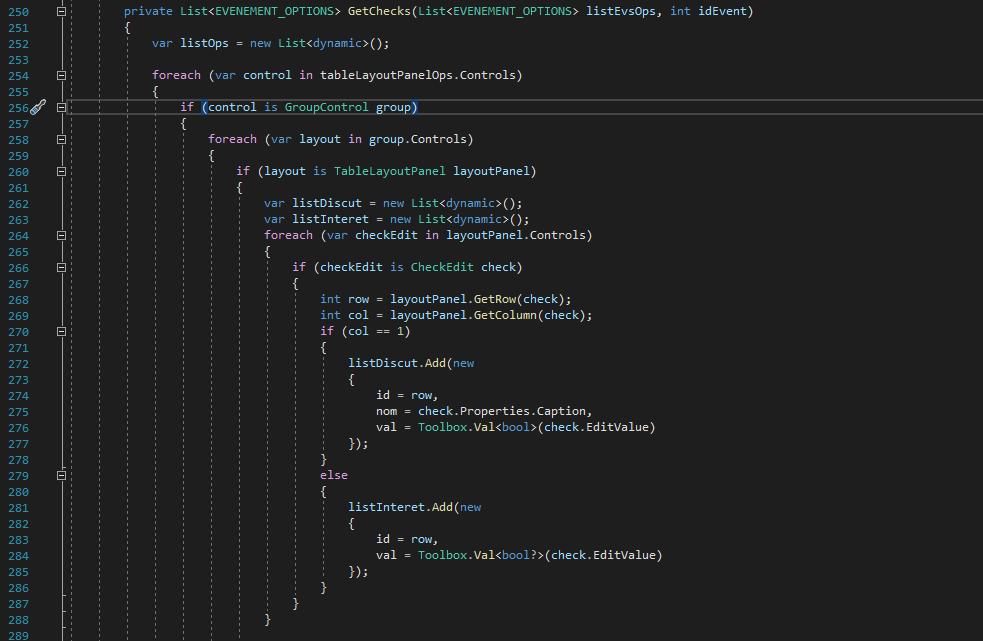 250 private List<EVENEMENT_OPTIONS> GetChecks(List<EVENEMENT_OPTIONS> listEvsOps, int idEvent)
251 {
252 var listOps = new List<dynamic>();
253
254 foreach (var control in tableLayoutPanelOps.Controls)
255 {
256 if (control is GroupControl group)
257 {
258 foreach (var layout in group.Controls)
259 {
260 if (layout is TableLayoutPanel layoutPanel)
261 {
262 var listDiscut = new List<dynamic>();
263 var listInteret = new List<dynamic>();
264 foreach (var checkEdit in layoutPanel.Controls)
265 {
266 if (checkEdit is CheckEdit check)
267 {
268 int row = layoutPanel.GetRow(check);
269 int col = layoutPanel.GetColumn(check);
270 if (col == 1)
271 {
272 listDiscut.Add(new
273 {
274 id = row,
275 nom = check.Properties.Caption,
276 val = Toolbox.Val<bool>(check.EditValue)
277 });
278 }
279 else
280 {
281 listInteret.Add(new
282 {
283 id = row,
284 val = Toolbox.Val<bool?>(check.EditValue)
285 });
286 }
287 }
288 }
289